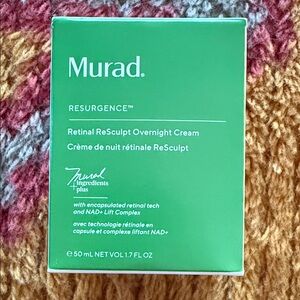 Murad.
RESURGENCE™
Retinal ReSculpt Overnight Cream
Crème de nuit rétinale ReSculpt
Murad
ingredients
plus
with encapsulated retinal tech
and NAD+ Lift Complex
avec technologie rétinale en
capsule et complexe liftant NAD+
℮ 50 mL NET VOL 1.7 FL OZ